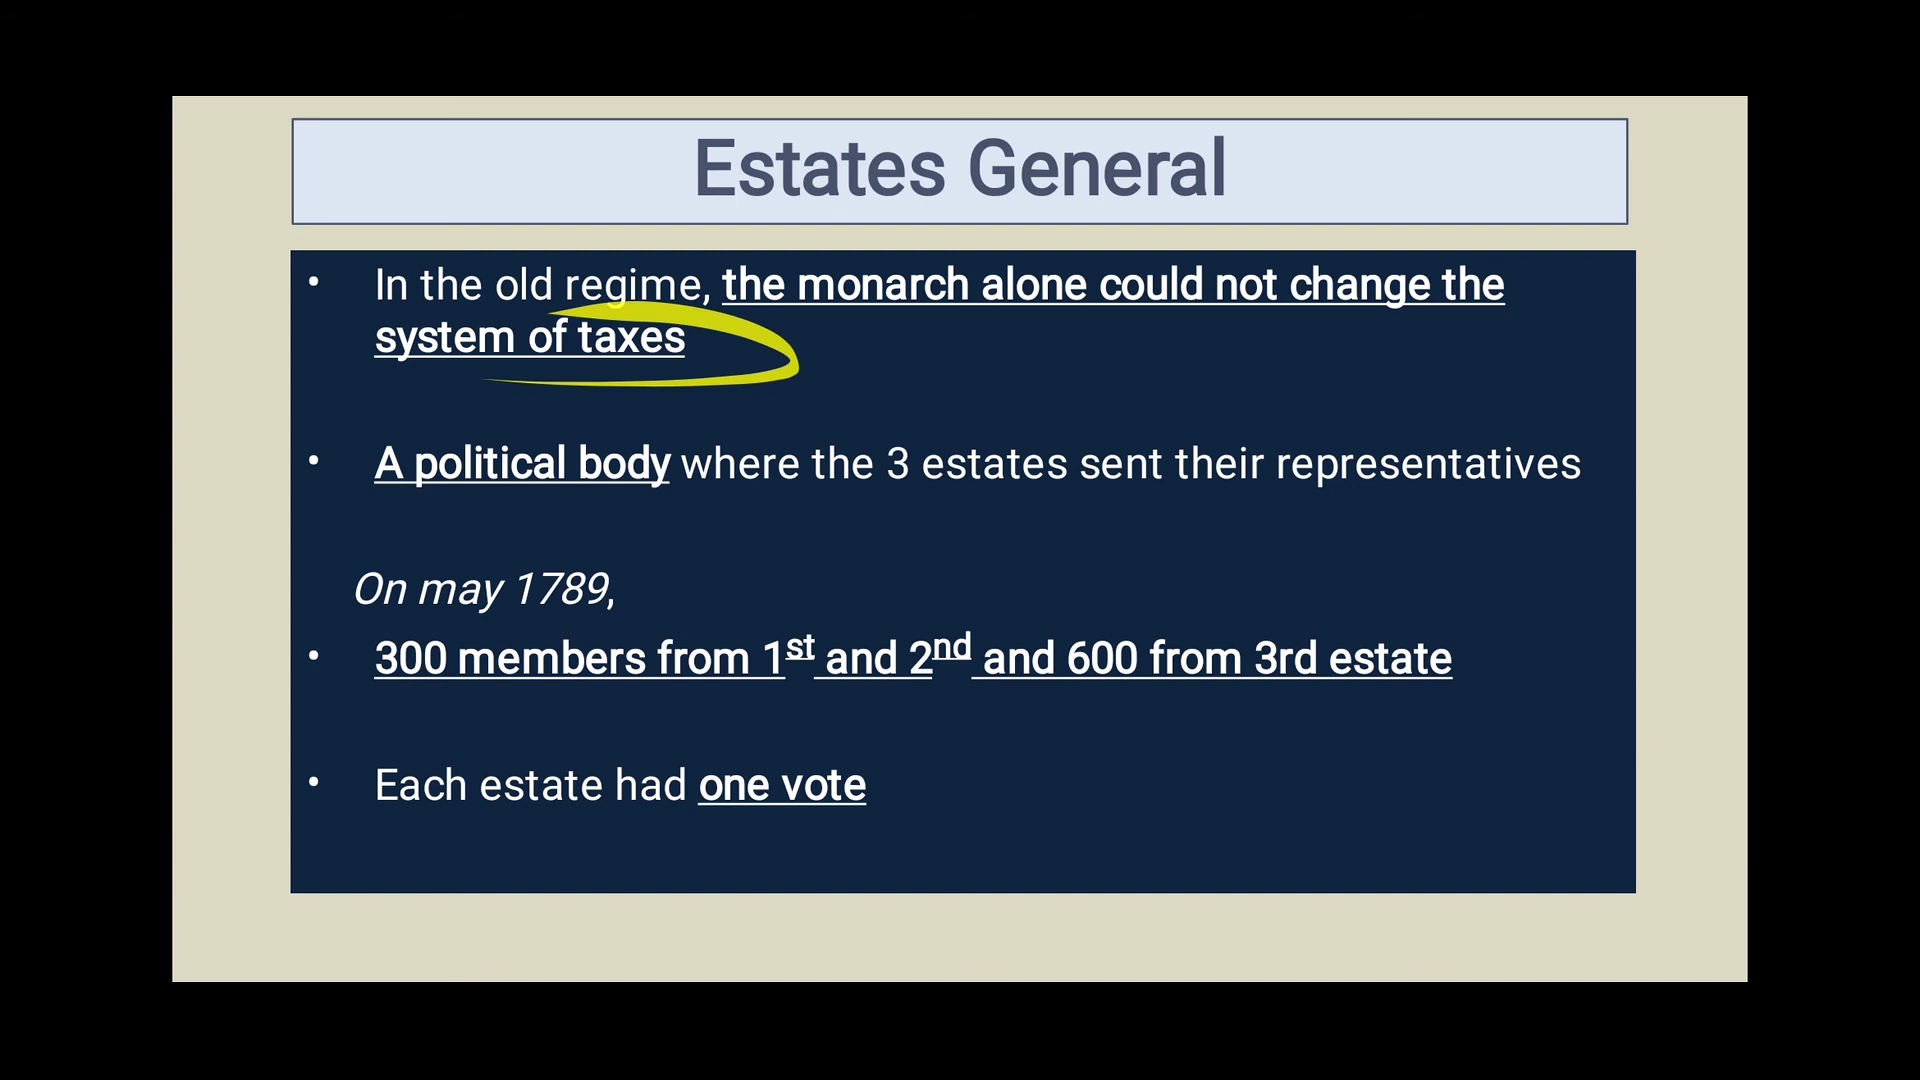 Estates General
• In the old regime, the monarch alone could not change the
system of taxes
• A political body where the 3 estates sent their representatives
On may 1789,
• 300 members from 1st and 2nd and 600 from 3rd estate
• Each estate had one vote